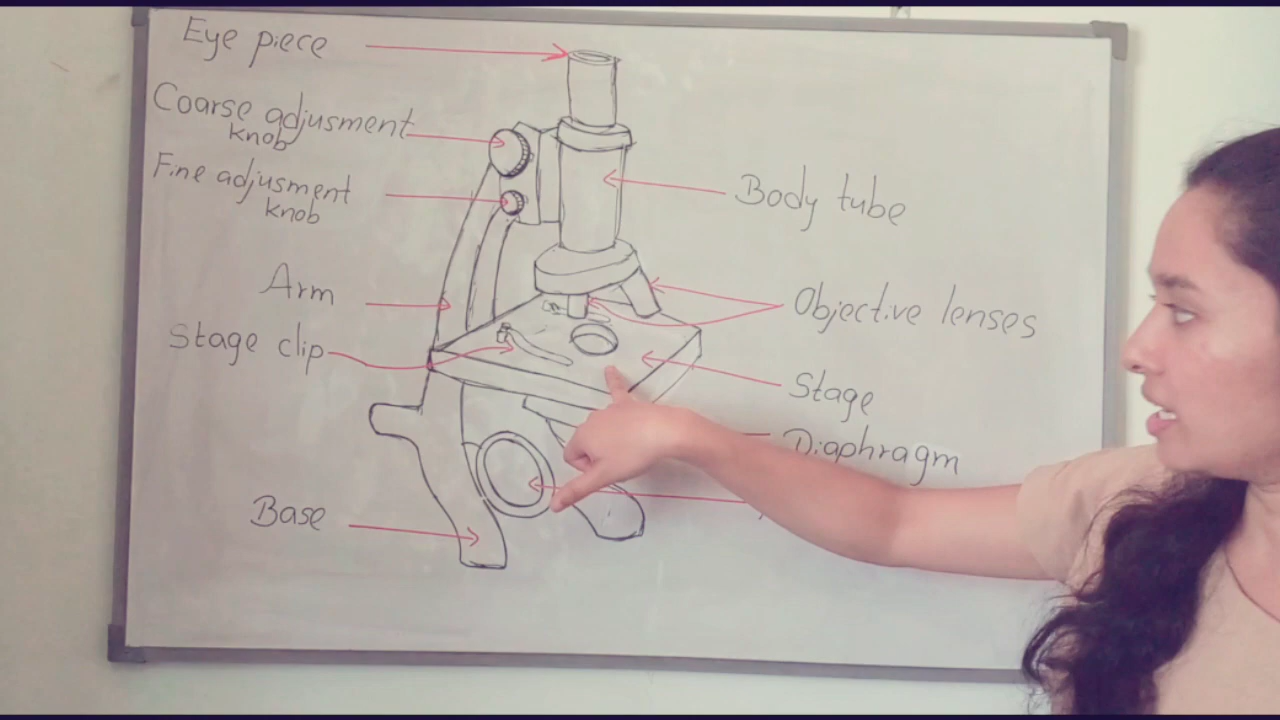 Eye piece
Coarse adjusment
knob
Fine adjusment
knob
Arm
Stage clip
Base
Body tube
Objective lenses
Stage
Diaphragm